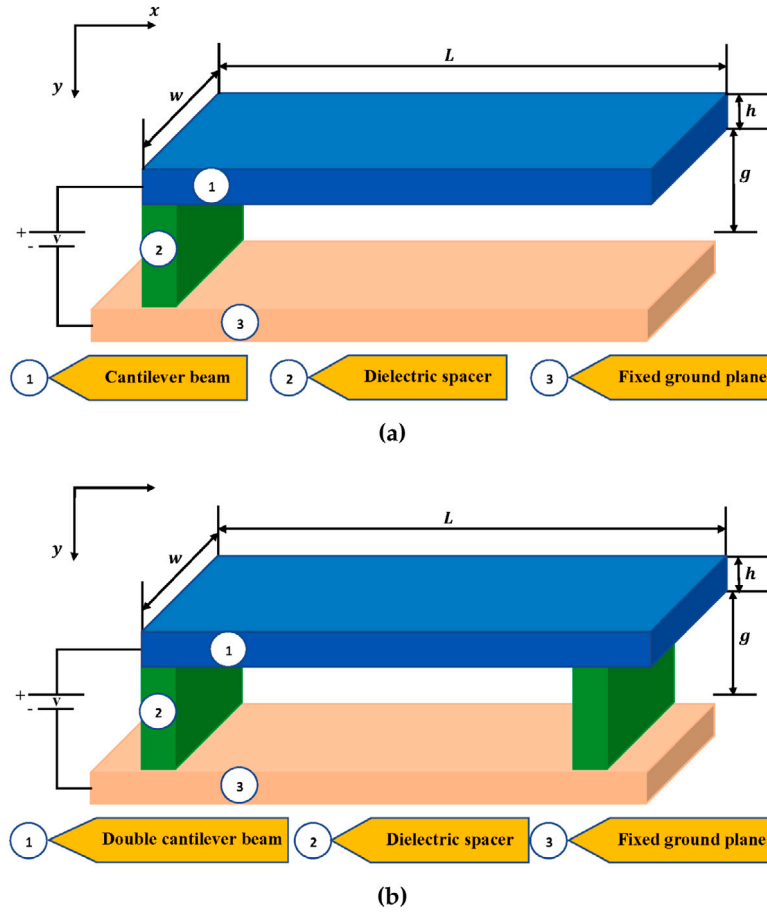 x
y
L
w
h
g
1
+
-
v
2
3
1 Cantilever beam 2 Dielectric spacer 3 Fixed ground plane
(a)
y
L
w
h
g
1
+
-
v
2
3
1 Double cantilever beam 2 Dielectric spacer 3 Fixed ground plane
(b)